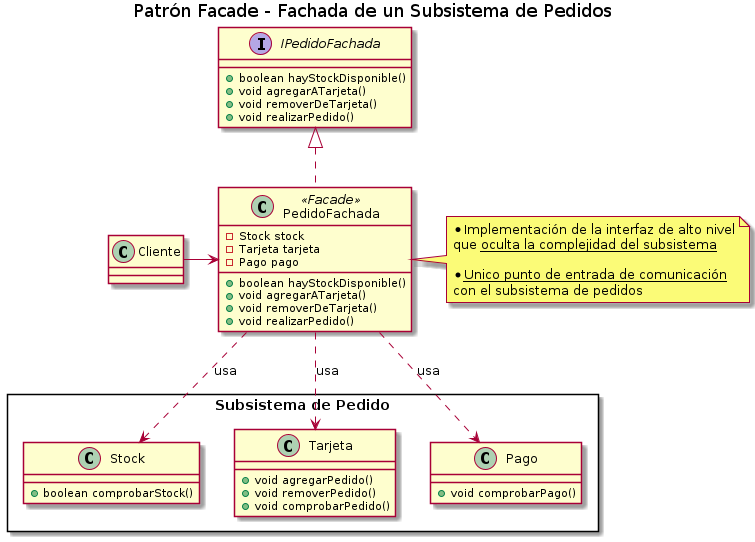 Patrón Facade - Fachada de un Subsistema de Pedidos
I IPedidoFachada
boolean hayStockDisponible()
void agregarATarjeta()
void removerDeTarjeta()
void realizarPedido()
«Facade»
C PedidoFachada
Stock stock
Tarjeta tarjeta
Pago pago
boolean hayStockDisponible()
void agregarATarjeta()
void removerDeTarjeta()
void realizarPedido()
C Cliente
•Implementación de la interfaz de alto nivel
que oculta la complejidad del subsistema
•Unico punto de entrada de comunicación
con el subsistema de pedidos
usa
usa
usa
Subsistema de Pedido
C Stock
boolean comprobarStock()
C Tarjeta
void agregarPedido()
void removerPedido()
void comprobarPedido()
C Pago
void comprobarPago()